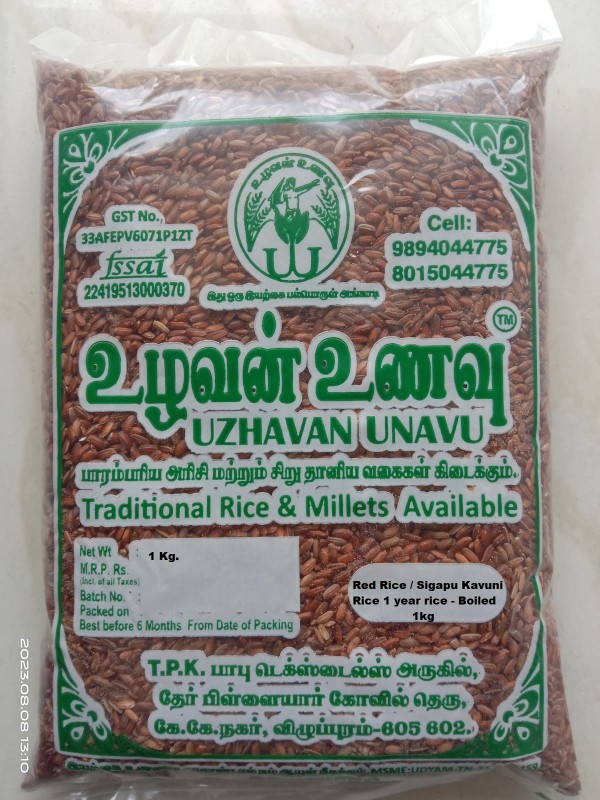 உழவன் உணவு
GST No.,
33AFEPV6071P1ZT
fssai
22419513000370
Cell:
9894044775
8015044775
இது ஒரு இயற்கை பல்பொருள் அங்காடி
TM
உழவன் உணவு
UZHAVAN UNAVU
பாரம்பரிய அரிசி மற்றும் சிறு தானிய வகைகள் கிடைக்கும்.
Traditional Rice & Millets Available
Net Wt : 1 Kg.
M.R.P. Rs.
(Incl. of all Taxes)
Batch No. :
Packed on
Best before 6 Months From Date of Packing
Red Rice / Sigapu Kavuni
Rice 1 year rice - Boiled
1kg
T.P.K. பாபு டெக்ஸ்டைல்ஸ் அருகில்,
தேர் பிள்ளையார் கோவில் தெரு,
கே.கே.நகர், விழுப்புரம்-605 602.
MSME:UDYAM-TN
2023.08.08 13:10